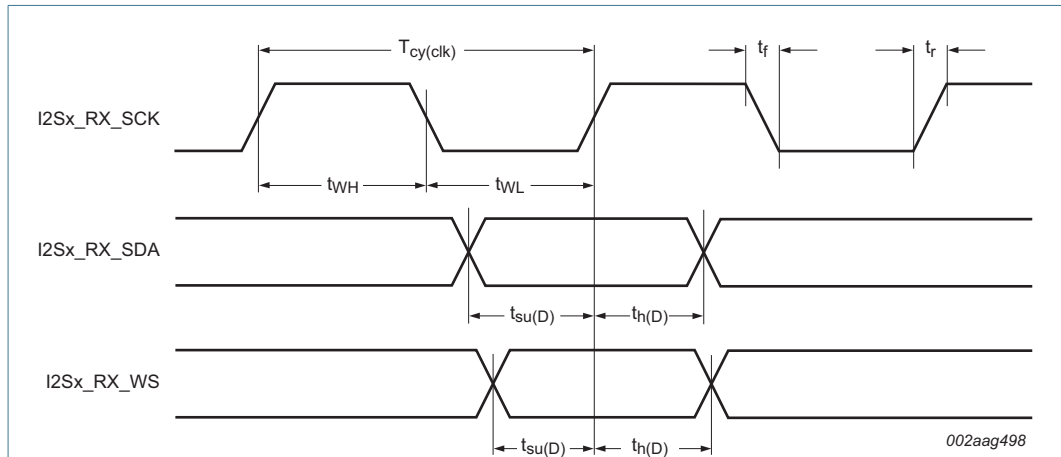 T_cy(clk) t_f t_r
I2Sx_RX_SCK
t_WH t_WL
I2Sx_RX_SDA
t_su(D) t_h(D)
I2Sx_RX_WS
t_su(D) t_h(D)
002aag498